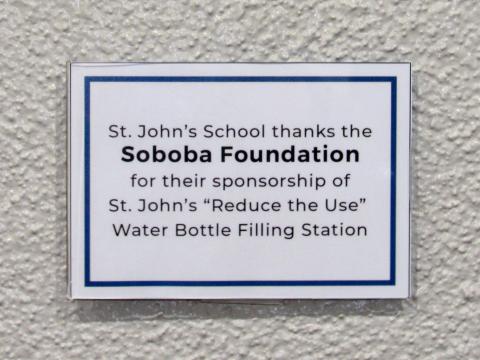 St. John's School thanks the
Soboba Foundation
for their sponsorship of
St. John's “Reduce the Use”
Water Bottle Filling Station